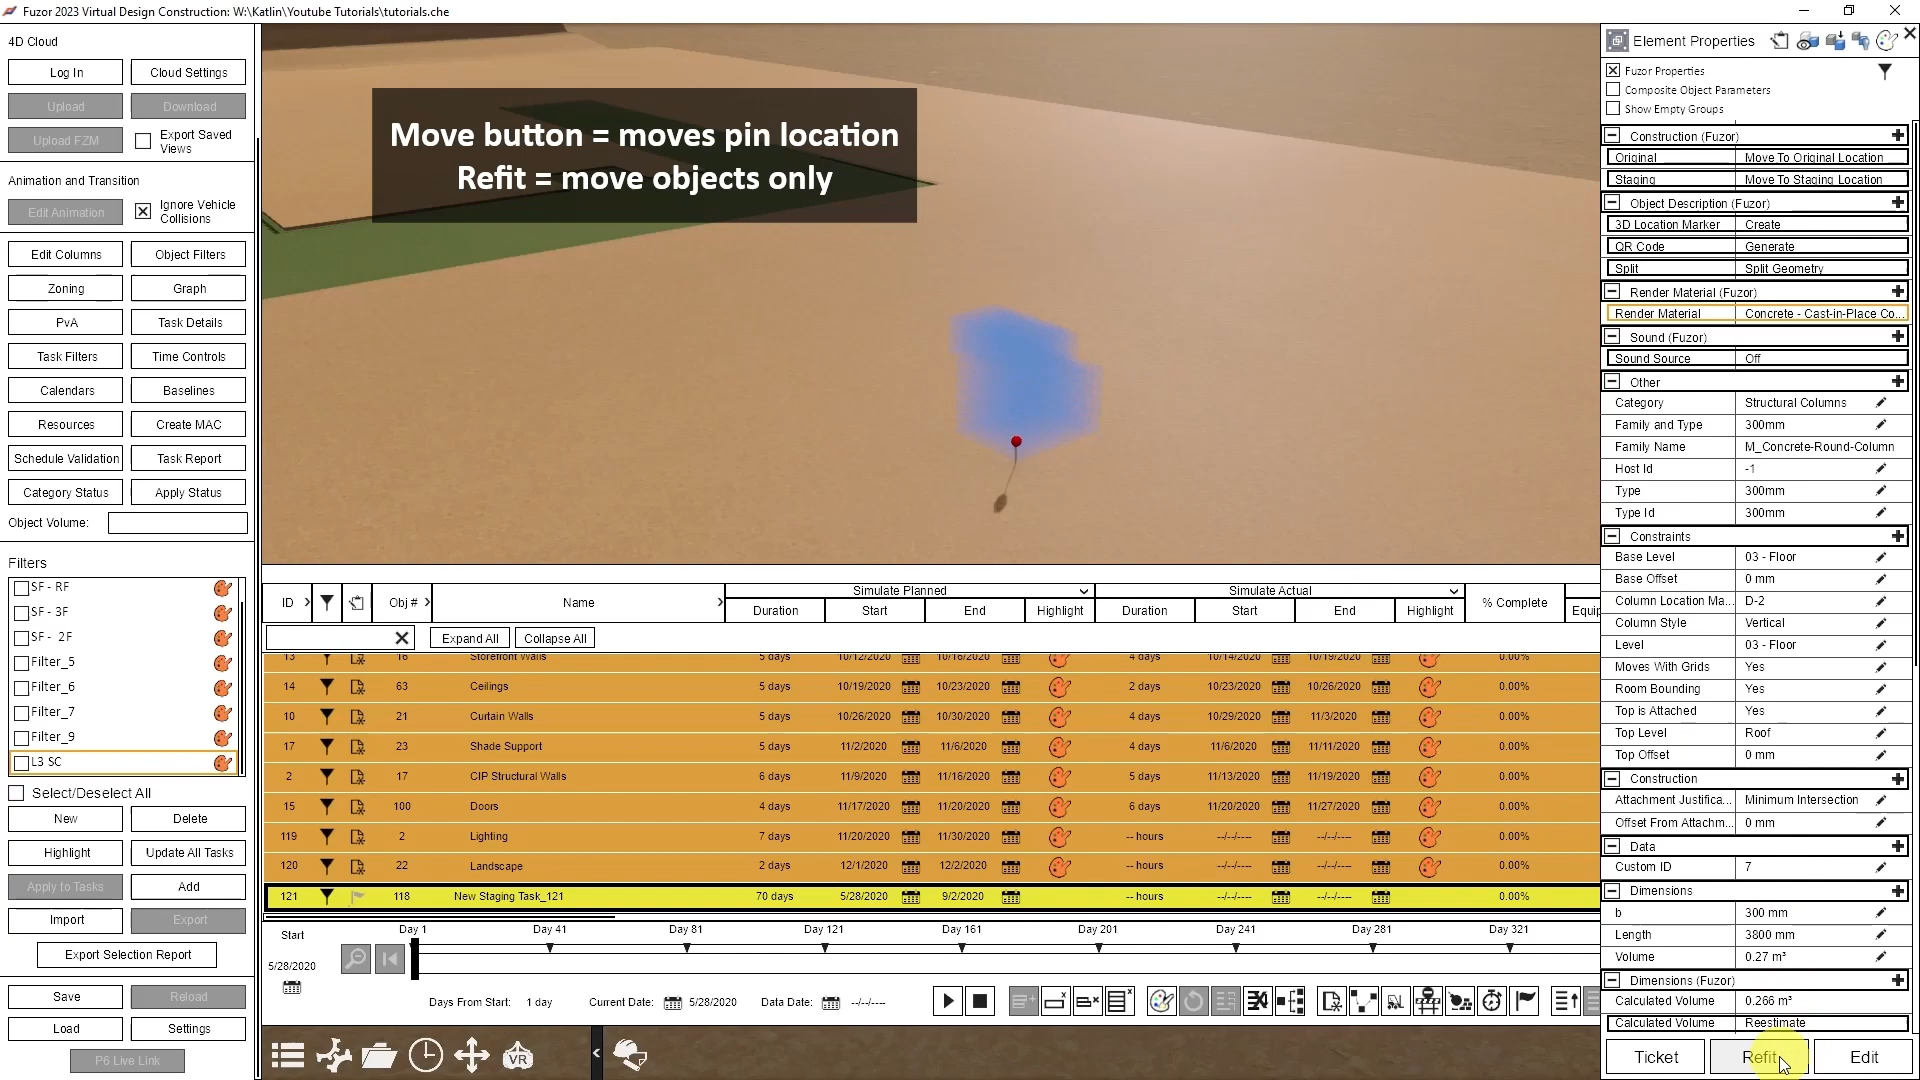 Fuzor 2023 Virtual Design Construction: W:\Katlin\Youtube Tutorials\tutorials.che
4D Cloud
Log In
Cloud Settings
Upload
Download
Upload FZM
Export Saved
Views
Animation and Transition
Edit Animation
Ignore Vehicle
Collisions
Edit Columns
Object Filters
Zoning
Graph
PvA
Task Details
Task Filters
Time Controls
Calendars
Baselines
Resources
Create MAC
Schedule Validation
Task Report
Category Status
Apply Status
Object Volume:
Filters
SF - RF
SF - 3F
SF - 2F
Filter_5
Filter_6
Filter_7
Filter_9
L3 SC
Select/Deselect All
New
Delete
Highlight
Update All Tasks
Apply to Tasks
Add
Import
Export
Export Selection Report
Save
Reload
Load
Settings
P6 Live Link
Move button = moves pin location
Refit = move objects only
ID
Obj #
Name
Simulate Planned
Simulate Actual
% Complete
Equip
Duration
Start
End
Highlight
Duration
Start
End
Highlight
Expand All
Collapse All
13 16 Storefront Walls 5 days 10/12/2020 10/16/2020 4 days 10/14/2020 10/19/2020 0.00%
14 63 Ceilings 5 days 10/19/2020 10/23/2020 2 days 10/23/2020 10/26/2020 0.00%
10 21 Curtain Walls 5 days 10/26/2020 10/30/2020 4 days 10/29/2020 11/3/2020 0.00%
17 23 Shade Support 5 days 11/2/2020 11/6/2020 4 days 11/6/2020 11/11/2020 0.00%
2 17 CIP Structural Walls 6 days 11/9/2020 11/16/2020 5 days 11/13/2020 11/19/2020 0.00%
15 100 Doors 4 days 11/17/2020 11/20/2020 6 days 11/20/2020 11/27/2020 0.00%
119 2 Lighting 7 days 11/20/2020 11/30/2020 -- hours --/--/---- --/--/---- 0.00%
120 22 Landscape 2 days 12/1/2020 12/2/2020 -- hours --/--/---- --/--/---- 0.00%
121 118 New Staging Task_121 70 days 5/28/2020 9/2/2020 -- hours --/--/---- --/--/---- 0.00%
Start
Day 1 Day 41 Day 81 Day 121 Day 161 Day 201 Day 241 Day 281 Day 321
5/28/2020
Days From Start: 1 day Current Date: 5/28/2020 Data Date: --/--/----
VR
Element Properties
Fuzor Properties
Composite Object Parameters
Show Empty Groups
Construction (Fuzor)
Original Move To Original Location
Staging Move To Staging Location
Object Description (Fuzor)
3D Location Marker Create
QR Code Generate
Split Split Geometry
Render Material (Fuzor)
Render Material Concrete - Cast-in-Place Co...
Sound (Fuzor)
Sound Source Off
Other
Category Structural Columns
Family and Type 300mm
Family Name M_Concrete-Round-Column
Host Id -1
Type 300mm
Type Id 300mm
Constraints
Base Level 03 - Floor
Base Offset 0 mm
Column Location Ma... D-2
Column Style Vertical
Level 03 - Floor
Moves With Grids Yes
Room Bounding Yes
Top is Attached Yes
Top Level Roof
Top Offset 0 mm
Construction
Attachment Justifica... Minimum Intersection
Offset From Attachm... 0 mm
Data
Custom ID 7
Dimensions
b 300 mm
Length 3800 mm
Volume 0.27 m³
Dimensions (Fuzor)
Calculated Volume 0.266 m³
Calculated Volume Reestimate
Ticket
Refit
Edit